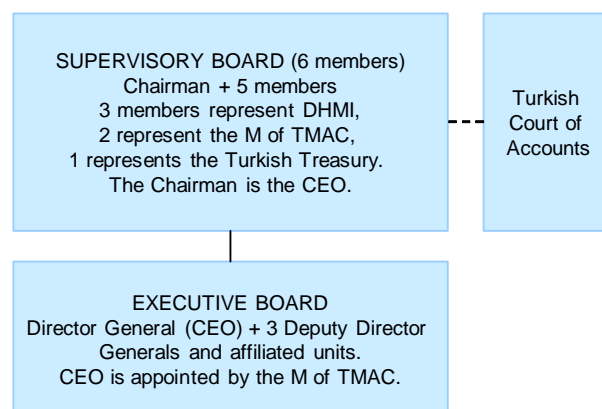 SUPERVISORY BOARD (6 members)
Chairman + 5 members
3 members represent DHMI,
2 represent the M of TMAC,
1 represents the Turkish Treasury.
The Chairman is the CEO.
Turkish
Court of
Accounts
EXECUTIVE BOARD
Director General (CEO) + 3 Deputy Director
Generals and affiliated units.
CEO is appointed by the M of TMAC.